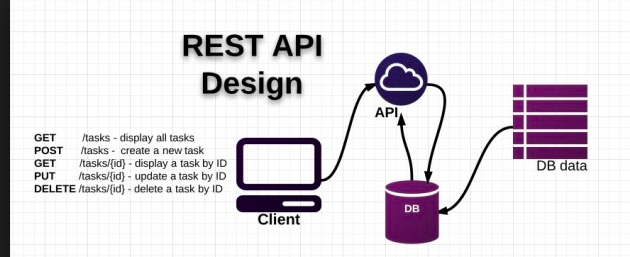 REST API
Design
GET /tasks - display all tasks
POST /tasks - create a new task
GET /tasks/{id} - display a task by ID
PUT /tasks/{id} - update a task by ID
DELETE /tasks/{id} - delete a task by ID
Client
API
DB
DB data